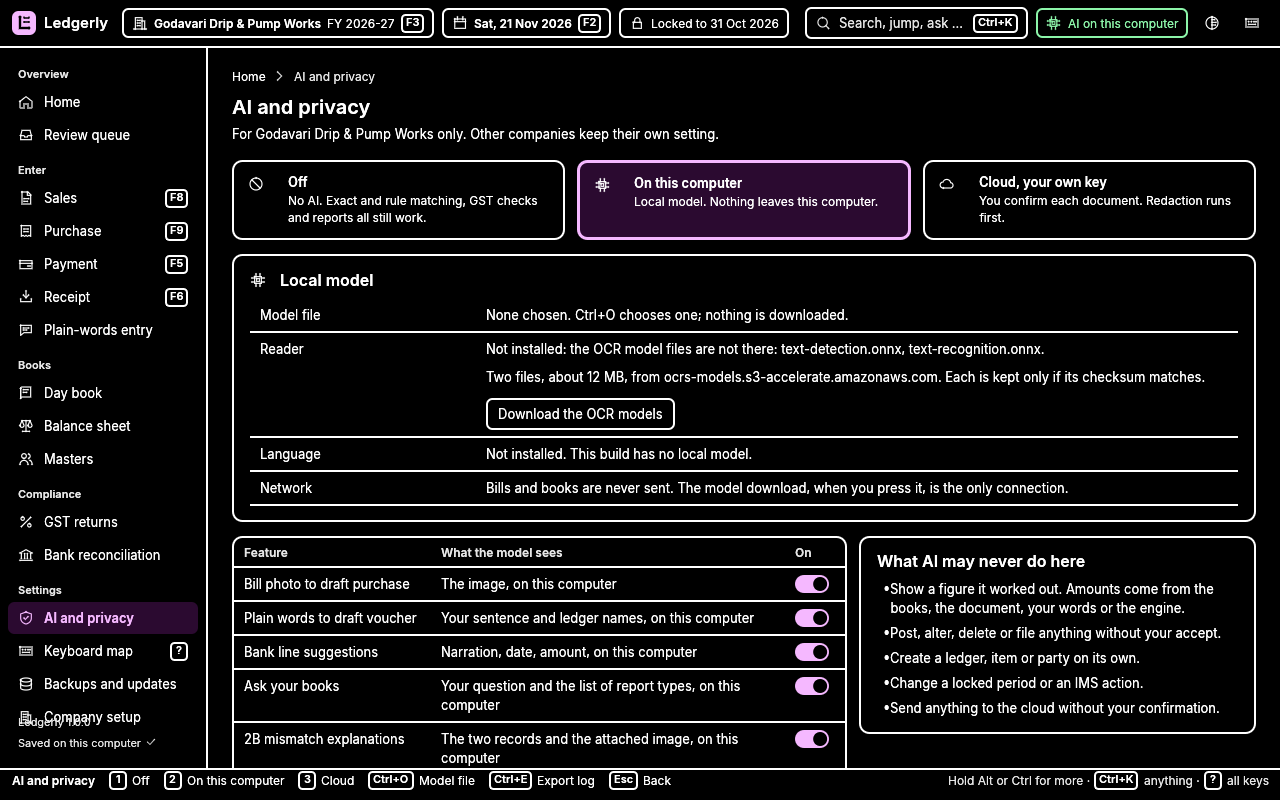 Ledgerly
Godavari Drip & Pump Works FY 2026-27 F3
Sat, 21 Nov 2026 F2
Locked to 31 Oct 2026
Search, jump, ask ... Ctrl+K
AI on this computer
Overview
Home
Review queue
Enter
Sales F8
Purchase F9
Payment F5
Receipt F6
Plain-words entry
Books
Day book
Balance sheet
Masters
Compliance
GST returns
Bank reconciliation
Settings
AI and privacy
Keyboard map ?
Backups and updates
Company setup
Ledgerly 1.0.0
Saved on this computer
Home > AI and privacy
AI and privacy
For Godavari Drip & Pump Works only. Other companies keep their own setting.
Off
No AI. Exact and rule matching, GST checks
and reports all still work.
On this computer
Local model. Nothing leaves this computer.
Cloud, your own key
You confirm each document. Redaction runs
first.
Local model
Model file None chosen. Ctrl+O chooses one; nothing is downloaded.
Reader Not installed: the OCR model files are not there: text-detection.onnx, text-recognition.onnx.
Two files, about 12 MB, from ocrs-models.s3-accelerate.amazonaws.com. Each is kept only if its checksum matches.
Download the OCR models
Language Not installed. This build has no local model.
Network Bills and books are never sent. The model download, when you press it, is the only connection.
Feature What the model sees On
Bill photo to draft purchase The image, on this computer
Plain words to draft voucher Your sentence and ledger names, on this computer
Bank line suggestions Narration, date, amount, on this computer
Ask your books Your question and the list of report types, on this
computer
2B mismatch explanations The two records and the attached image, on this
computer
What AI may never do here
•Show a figure it worked out. Amounts come from the
books, the document, your words or the engine.
•Post, alter, delete or file anything without your accept.
•Create a ledger, item or party on its own.
•Change a locked period or an IMS action.
•Send anything to the cloud without your confirmation.
AI and privacy 1 Off 2 On this computer 3 Cloud Ctrl+O Model file Ctrl+E Export log Esc Back
Hold Alt or Ctrl for more · Ctrl+K anything · ? all keys